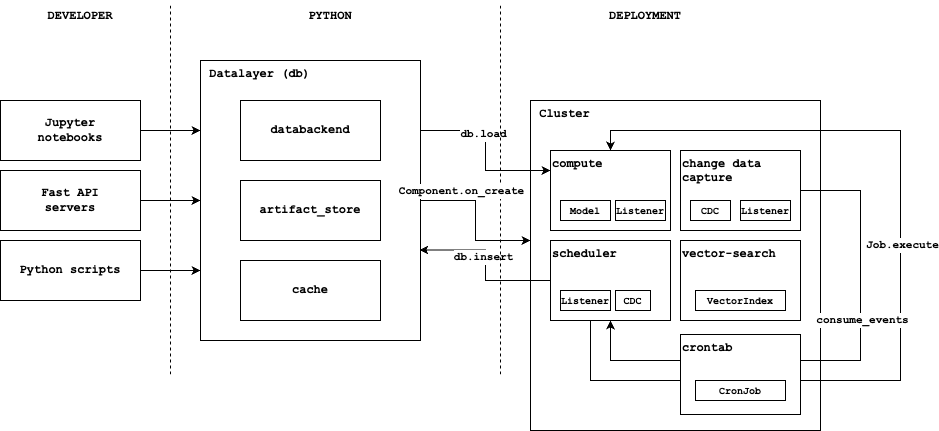 DEVELOPER
PYTHON
DEPLOYMENT
Datalayer (db)
Jupyter
notebooks
Fast API
servers
Python scripts
databackend
artifact_store
cache
db.load
Component.on_create
db.insert
Cluster
compute
Model
Listener
change data
capture
CDC
Listener
scheduler
Listener
CDC
vector-search
VectorIndex
crontab
CronJob
Job.execute
consume_events